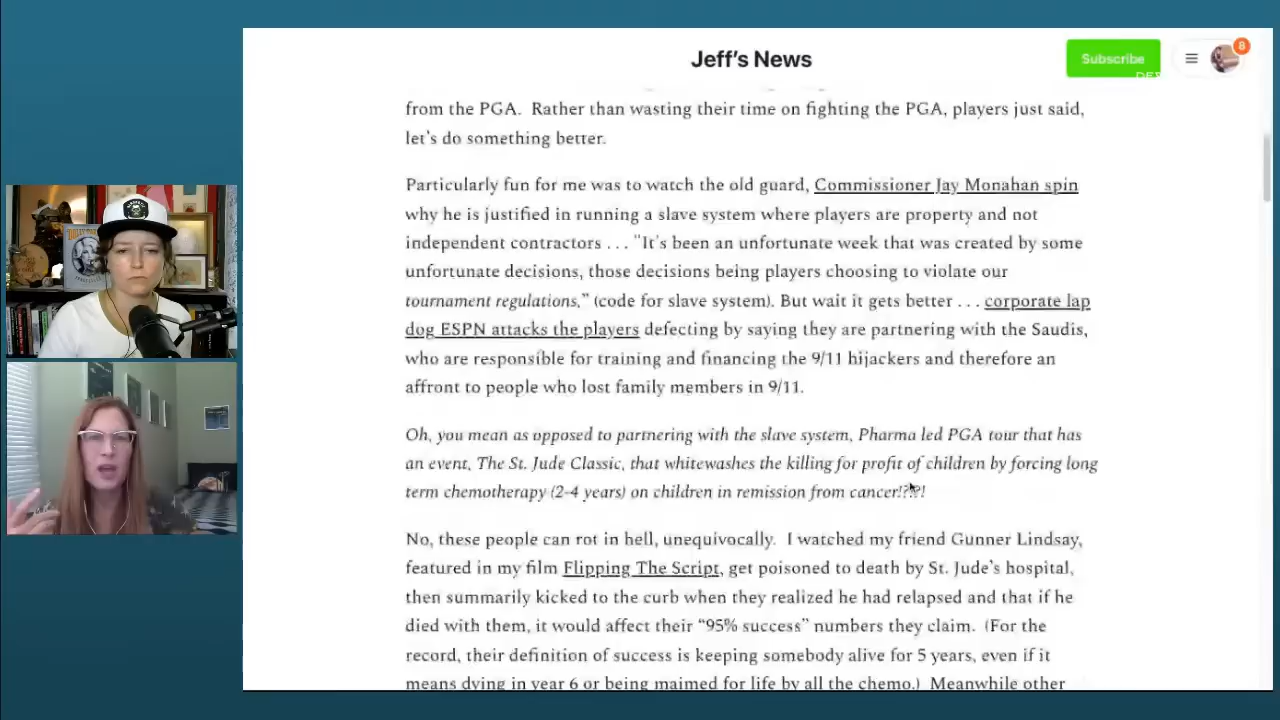 Jeff's News
Subscribe
8
from the PGA. Rather than wasting their time on fighting the PGA, players just said,
let's do something better.
Particularly fun for me was to watch the old guard, Commissioner Jay Monahan spin
why he is justified in running a slave system where players are property and not
independent contractors . . . "It's been an unfortunate week that was created by some
unfortunate decisions, those decisions being players choosing to violate our
tournament regulations," (code for slave system). But wait it gets better . . . corporate lap
dog ESPN attacks the players defecting by saying they are partnering with the Saudis,
who are responsible for training and financing the 9/11 hijackers and therefore an
affront to people who lost family members in 9/11.
Oh, you mean as opposed to partnering with the slave system, Pharma led PGA tour that has
an event, The St. Jude Classic, that whitewashes the killing for profit of children by forcing long
term chemotherapy (2-4 years) on children in remission from cancer!?!?!
No, these people can rot in hell, unequivocally. I watched my friend Gunner Lindsay,
featured in my film Flipping The Script, get poisoned to death by St. Jude's hospital,
then summarily kicked to the curb when they realized he had relapsed and that if he
died with them, it would affect their "95% success" numbers they claim. (For the
record, their definition of success is keeping somebody alive for 5 years, even if it
means dying in year 6 or being maimed for life by all the chemo.) Meanwhile other